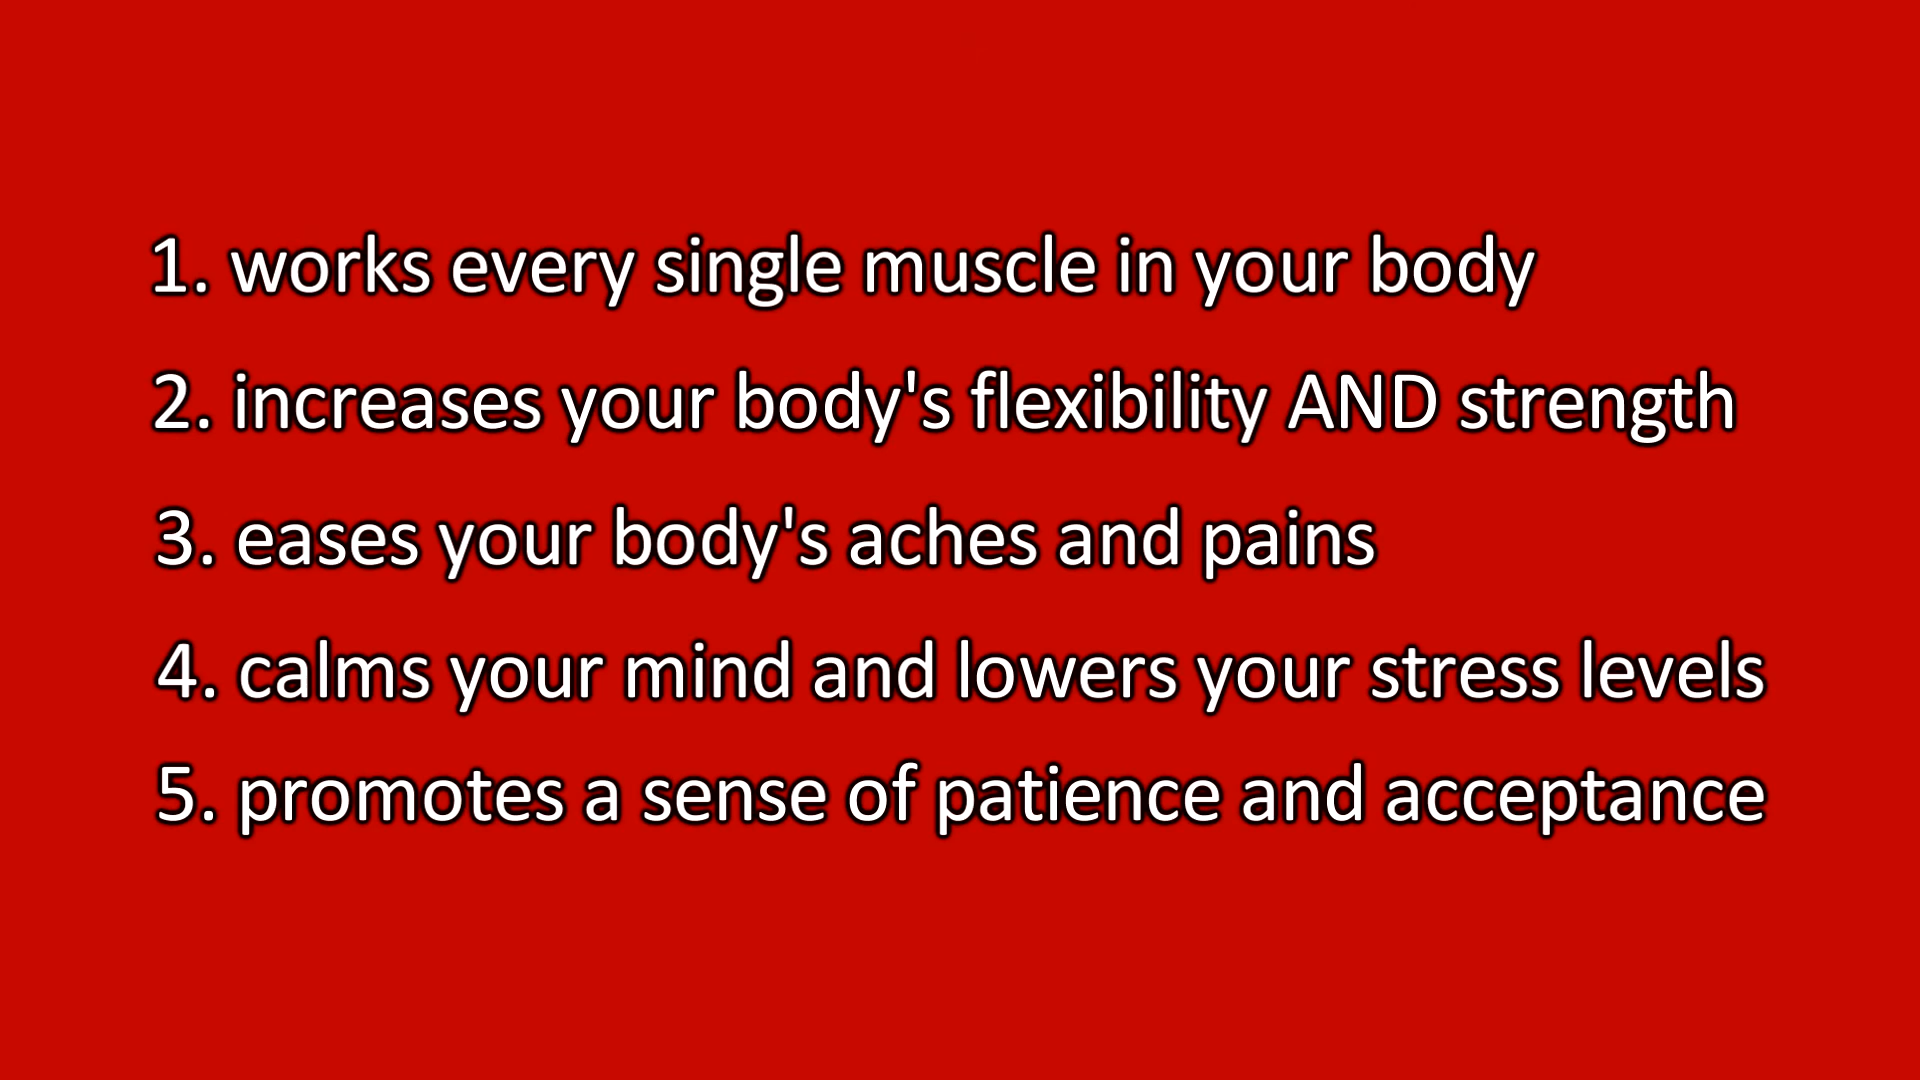 1. works every single muscle in your body
2. increases your body's flexibility AND strength
3. eases your body's aches and pains
4. calms your mind and lowers your stress levels
5. promotes a sense of patience and acceptance